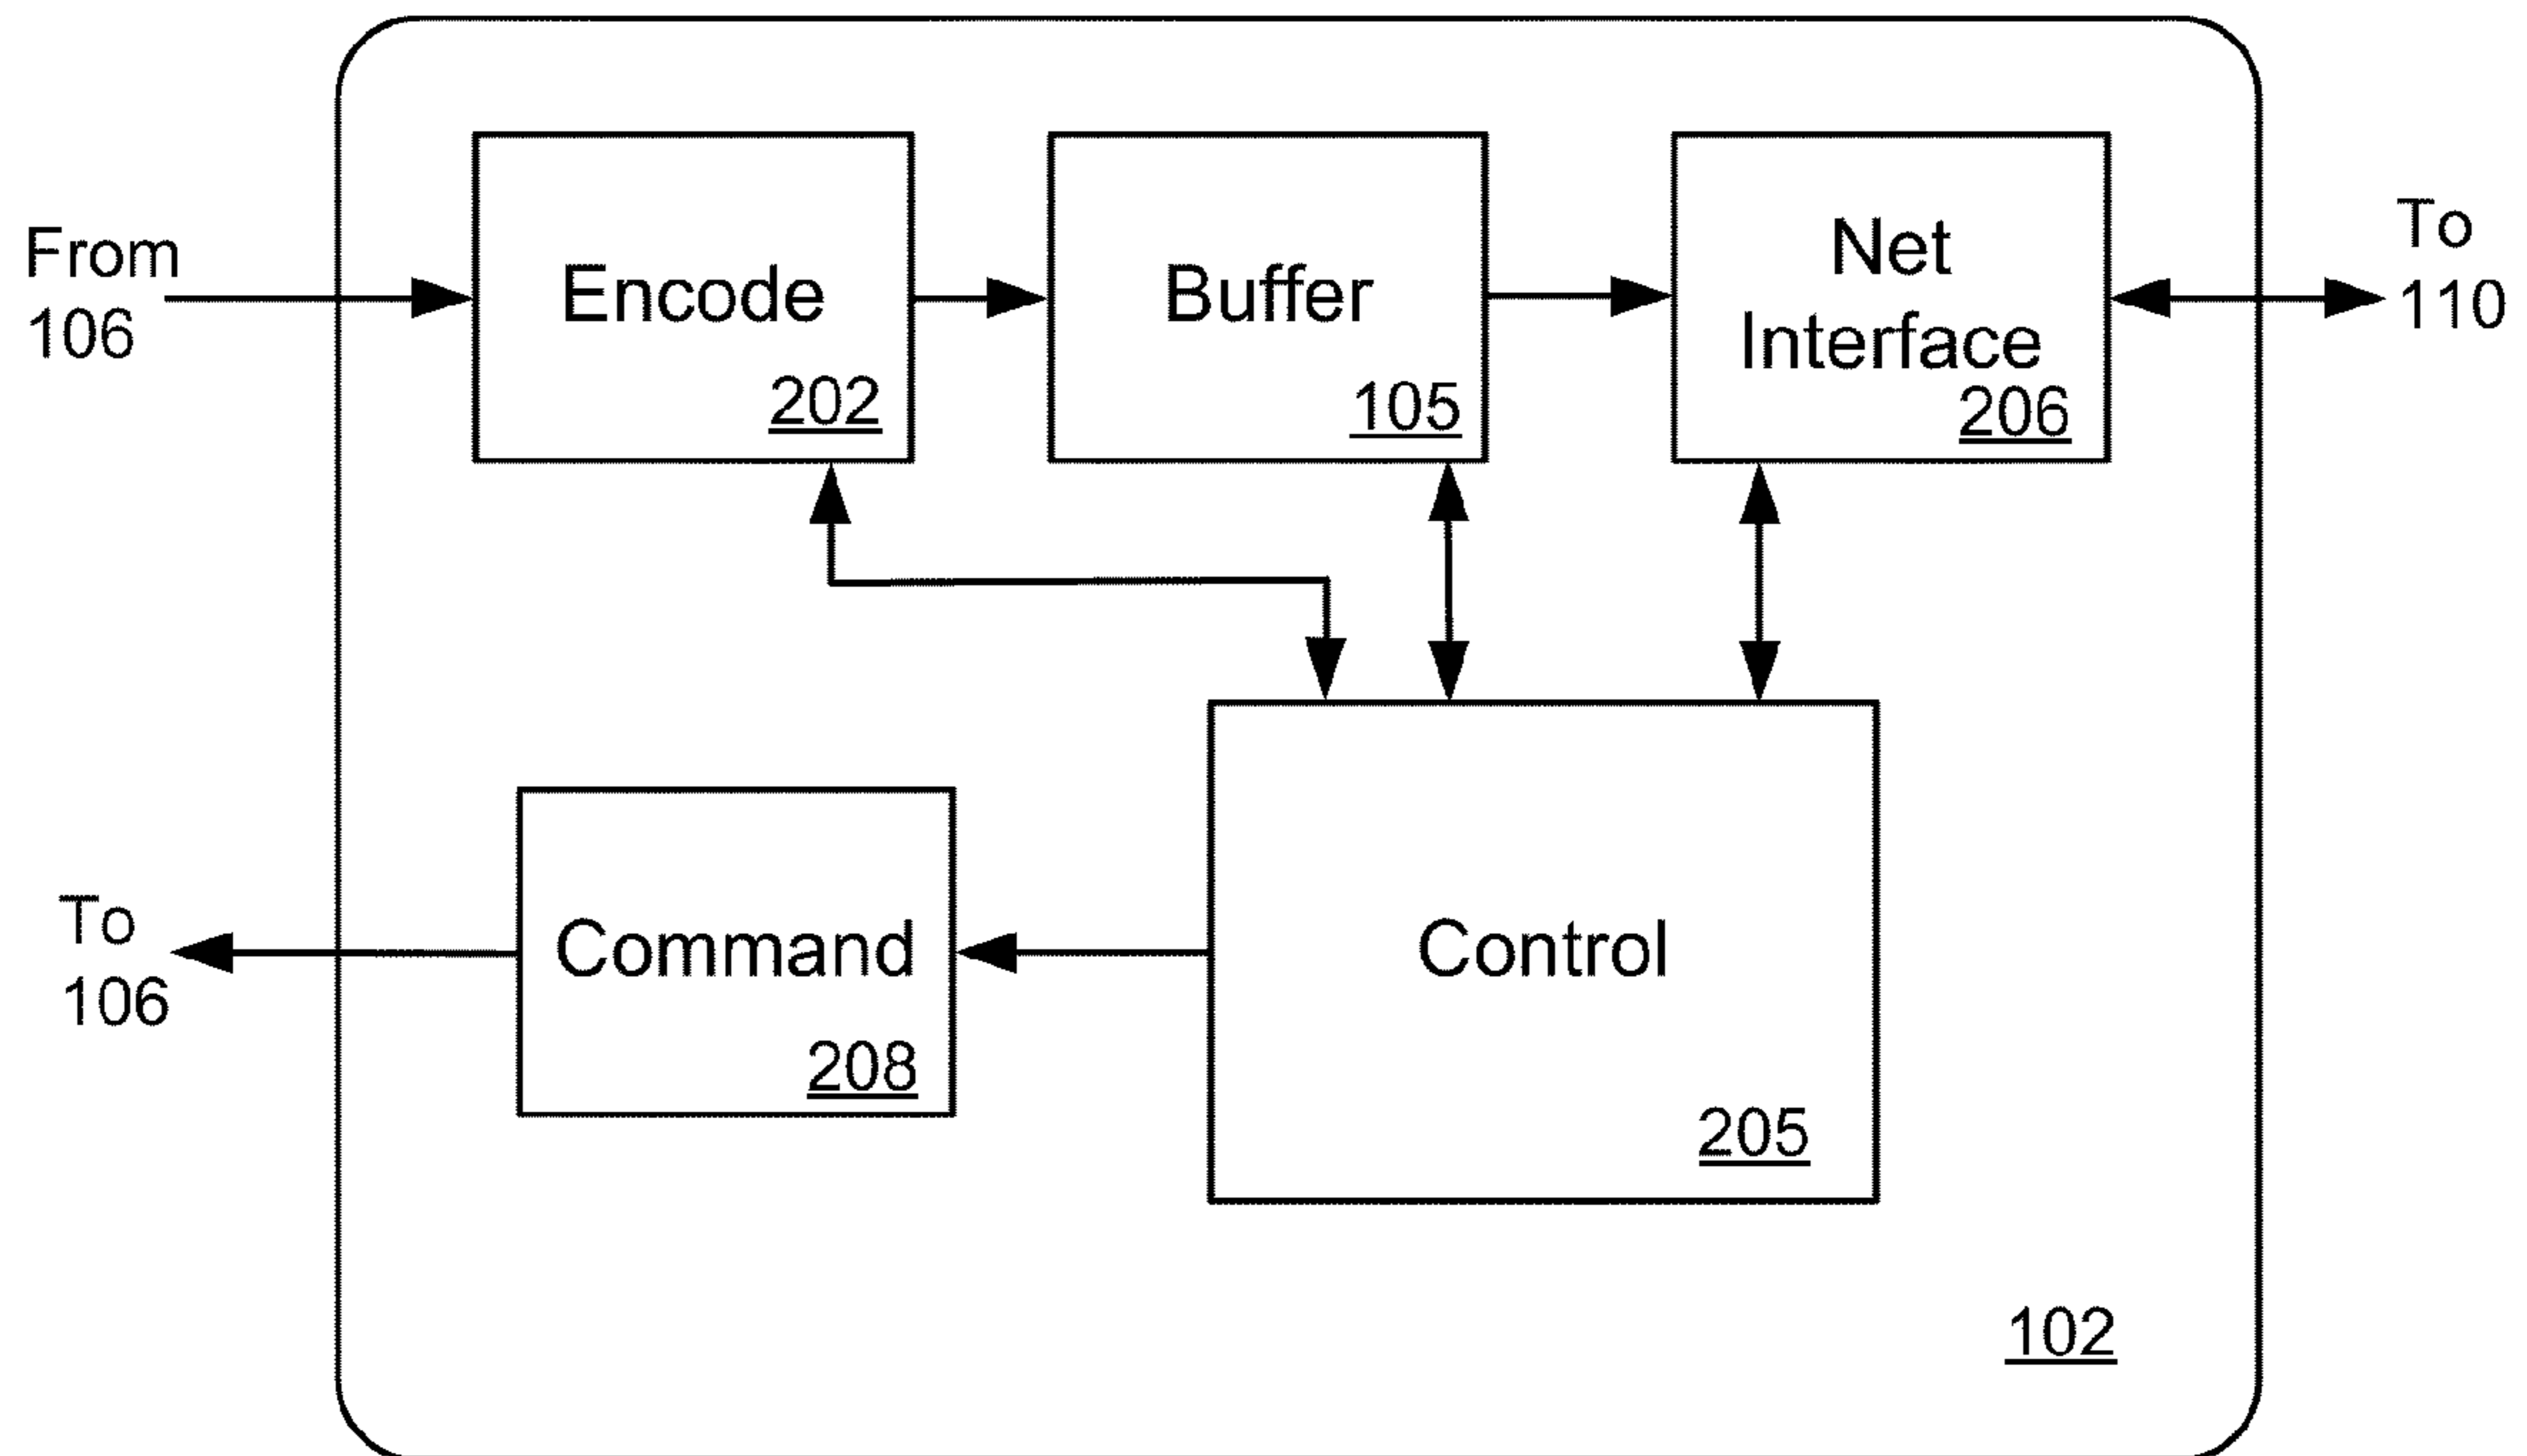 From
106
Encode
202
Buffer
105
Net
Interface
206
To
110
To
106
Command
208
Control
205
102